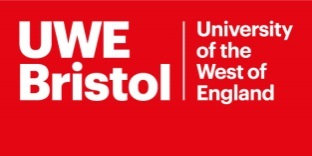 UWE
Bristol
University
of the
West of
England